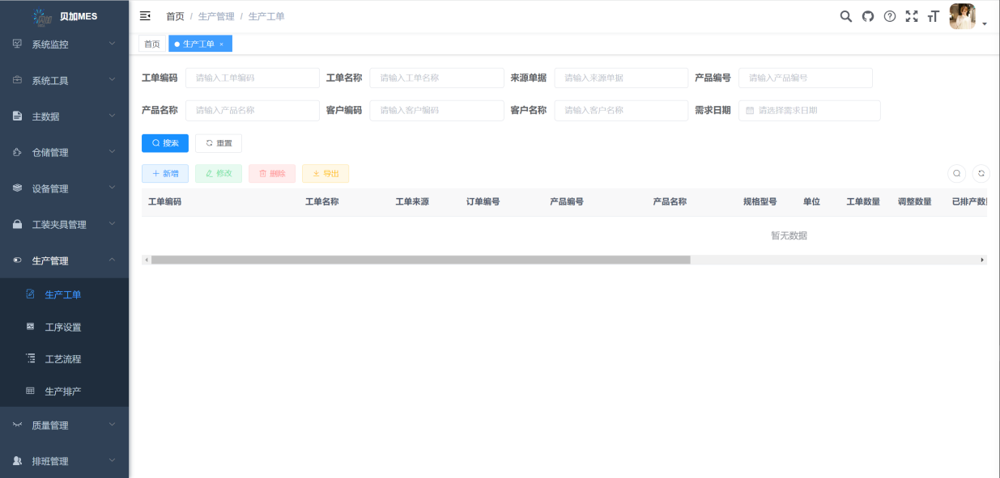 贝加MES
首页 / 生产管理 / 生产工单
首页 生产工单 ×
系统监控
系统工具
主数据
仓储管理
设备管理
工装夹具管理
生产管理
生产工单
工序设置
工艺流程
生产排产
质量管理
排班管理
工单编码 请输入工单编码 工单名称 请输入工单名称 来源单据 请输入来源单据 产品编号 请输入产品编号
产品名称 请输入产品名称 客户编码 请输入客户编码 客户名称 请输入客户名称 需求日期 请选择需求日期
搜索 重置
+ 新增 修改 删除 导出
工单编码 工单名称 工单来源 订单编号 产品编号 产品名称 规格型号 单位 工单数量 调整数量 已排产数
暂无数据